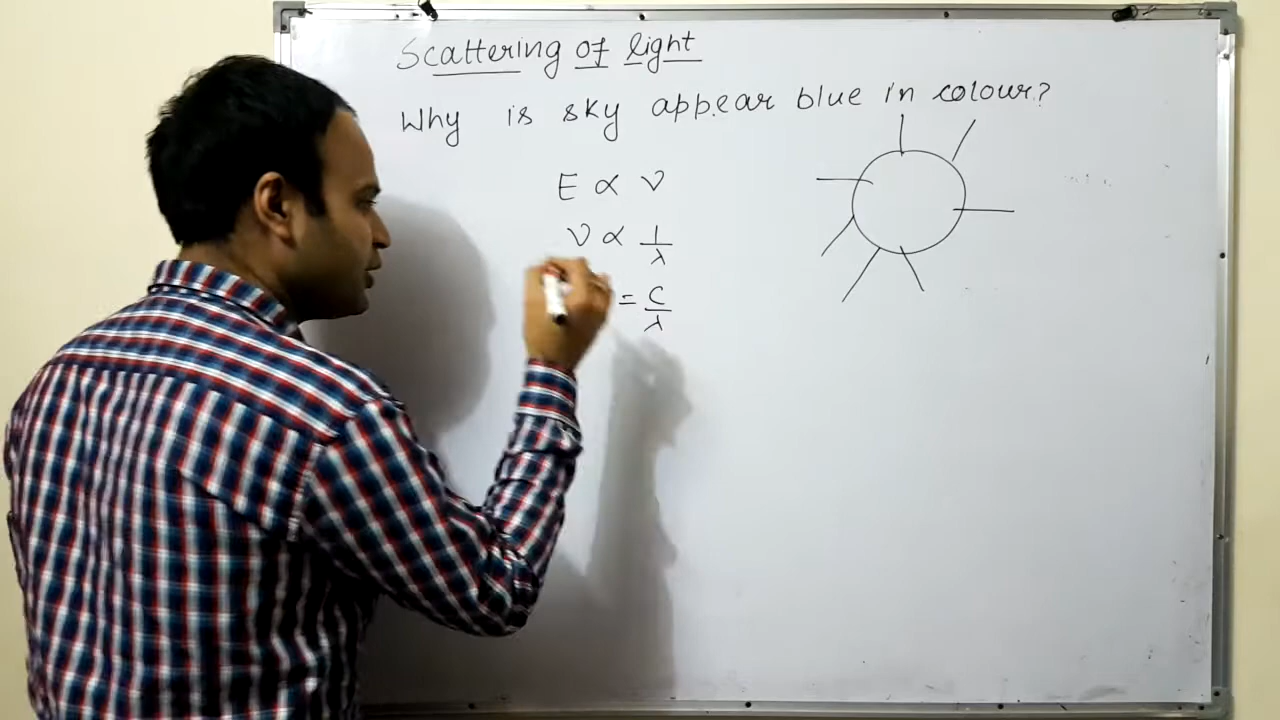 Scattering of light
Why is sky appear blue in colour?
E ∝ ν
ν ∝ 1/λ
= c/λ